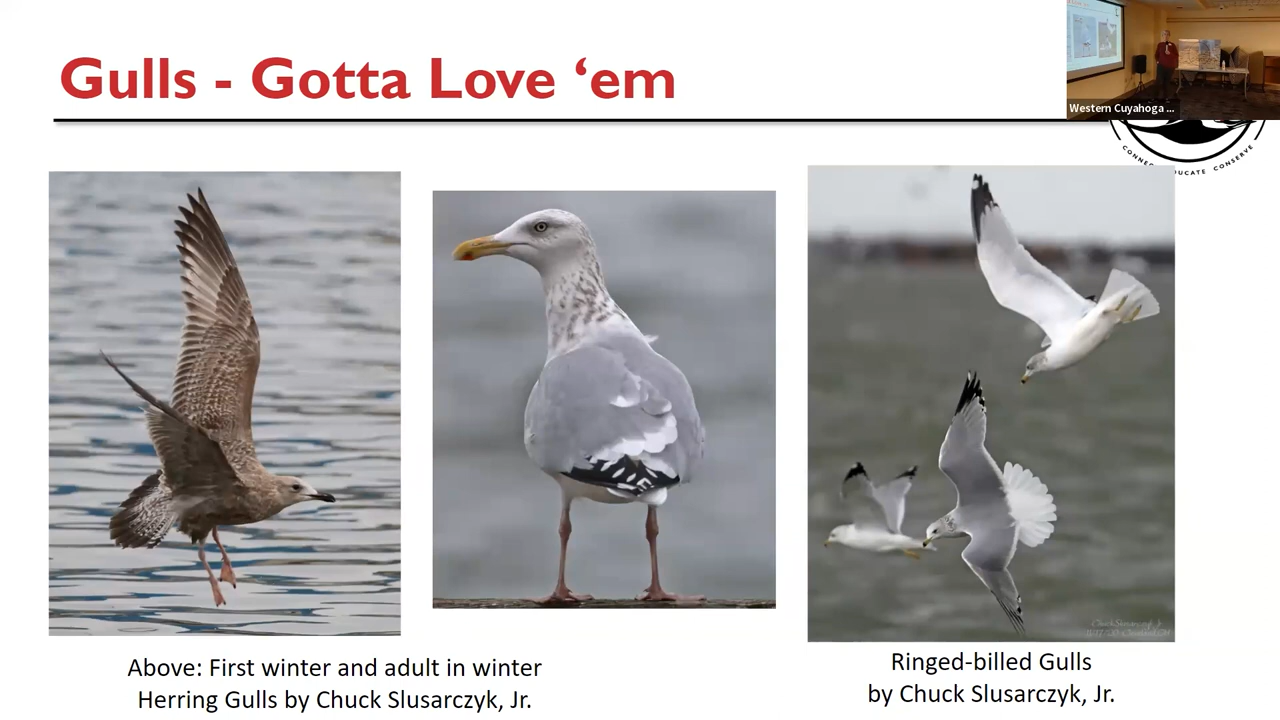 Gulls - Gotta Love ‘em
Western Cuyahoga ...
CONSERVE
Above: First winter and adult in winter
Herring Gulls by Chuck Slusarczyk, Jr.
Ringed-billed Gulls
by Chuck Slusarczyk, Jr.